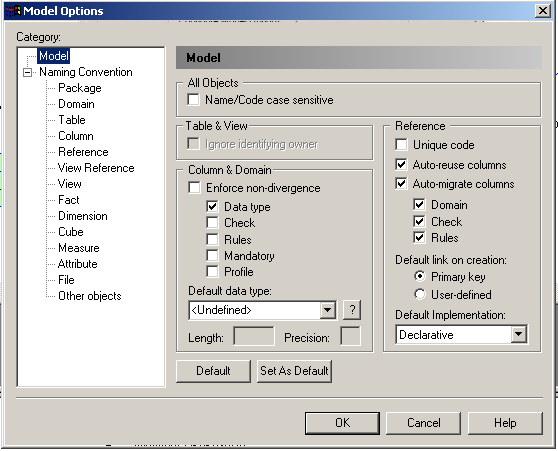 Model Options
Category:
Model
Naming Convention
Package
Domain
Table
Column
Reference
View Reference
View
Fact
Dimension
Cube
Measure
Attribute
File
Other objects
Model
All Objects
Name/Code case sensitive
Table & View
Ignore identifying owner
Column & Domain
Enforce non-divergence
Data type
Check
Rules
Mandatory
Profile
Default data type:
<Undefined>
?
Length:
Precision:
Reference
Unique code
Auto-reuse columns
Auto-migrate columns
Domain
Check
Rules
Default link on creation:
Primary key
User-defined
Default Implementation:
Declarative
Default
Set As Default
OK
Cancel
Help